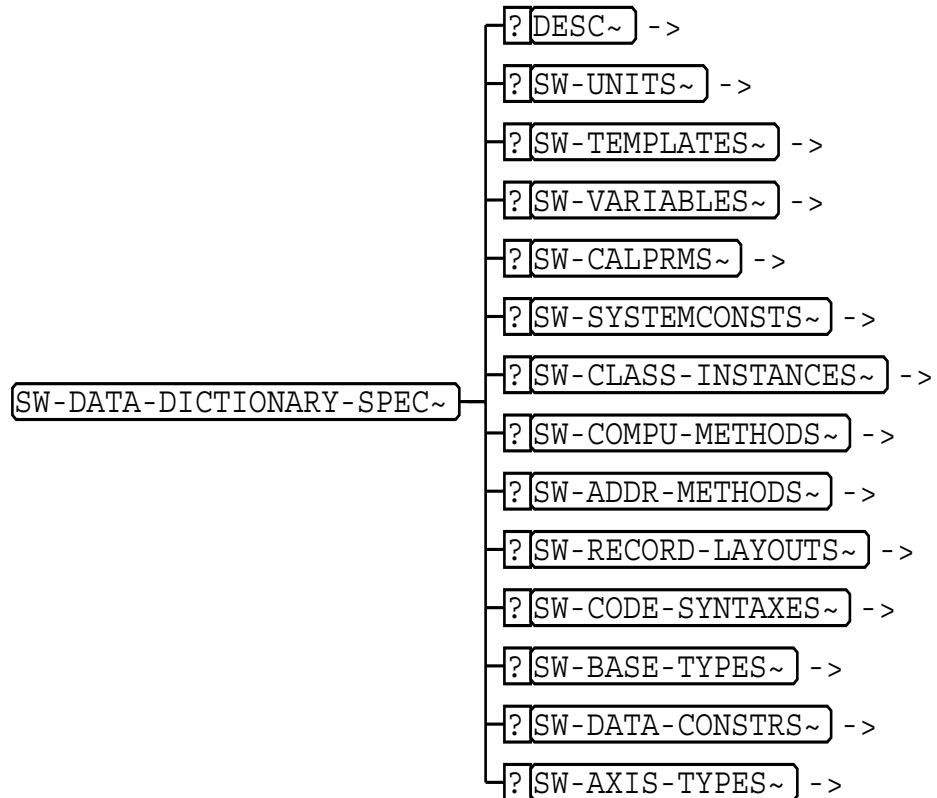 ?DESC~ ->
?SW-UNITS~ ->
?SW-TEMPLATES~ ->
?SW-VARIABLES~ ->
?SW-CALPRMS~ ->
?SW-SYSTEMCONSTS~ ->
?SW-CLASS-INSTANCES~ ->
SW-DATA-DICTIONARY-SPEC~
?SW-COMPU-METHODS~ ->
?SW-ADDR-METHODS~ ->
?SW-RECORD-LAYOUTS~ ->
?SW-CODE-SYNTAXES~ ->
?SW-BASE-TYPES~ ->
?SW-DATA-CONSTRS~ ->
?SW-AXIS-TYPES~ ->